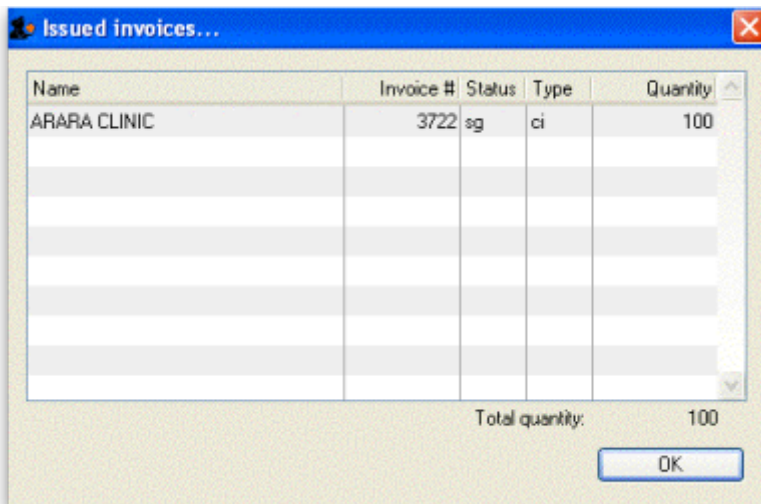 Issued invoices...
Name Invoice # Status Type Quantity
ARARA CLINIC 3722 sg ci 100
Total quantity: 100
OK